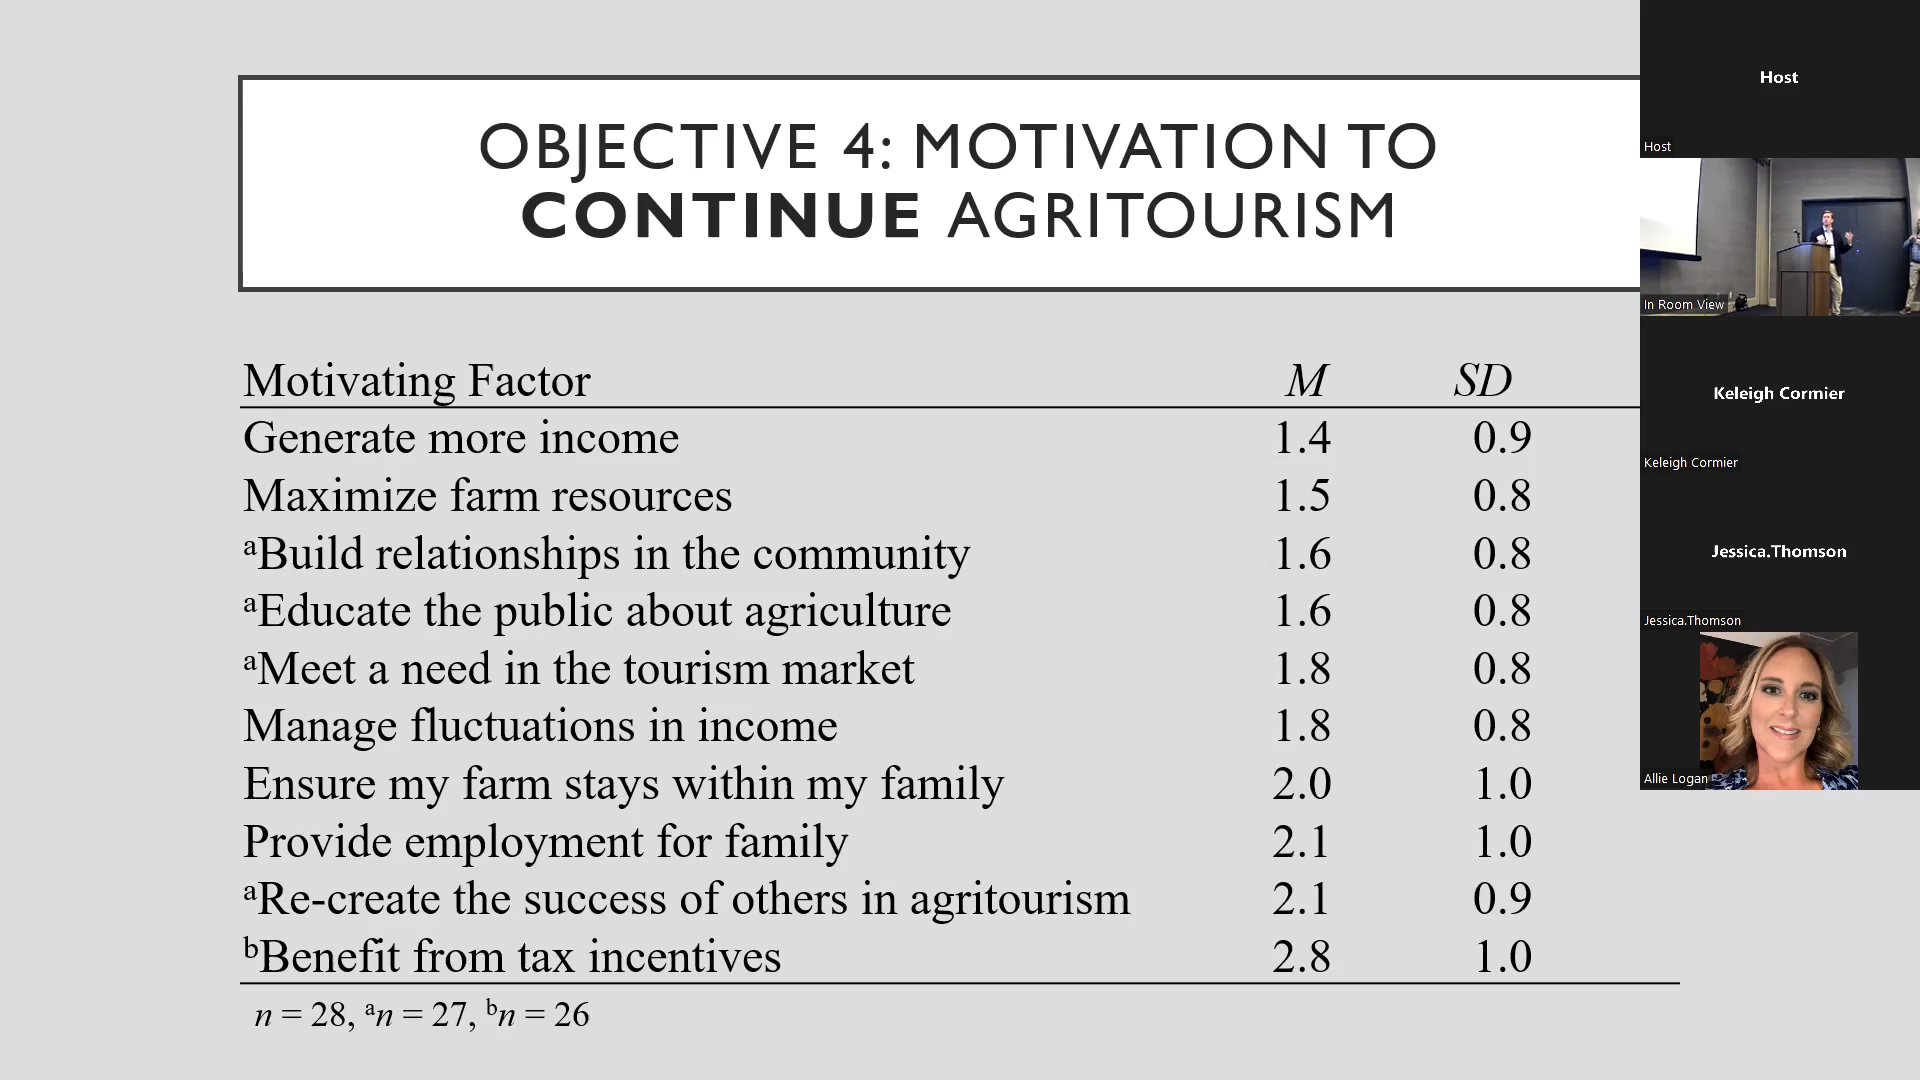 OBJECTIVE 4: MOTIVATION TO
CONTINUE AGRITOURISM
Motivating Factor M SD
Generate more income 1.4 0.9
Maximize farm resources 1.5 0.8
ᵃBuild relationships in the community 1.6 0.8
ᵃEducate the public about agriculture 1.6 0.8
ᵃMeet a need in the tourism market 1.8 0.8
Manage fluctuations in income 1.8 0.8
Ensure my farm stays within my family 2.0 1.0
Provide employment for family 2.1 1.0
ᵃRe-create the success of others in agritourism 2.1 0.9
ᵇBenefit from tax incentives 2.8 1.0
n = 28, ᵃn = 27, ᵇn = 26
Host
Host
In Room View
Keleigh Cormier
Keleigh Cormier
Jessica.Thomson
Jessica.Thomson
Allie Logan